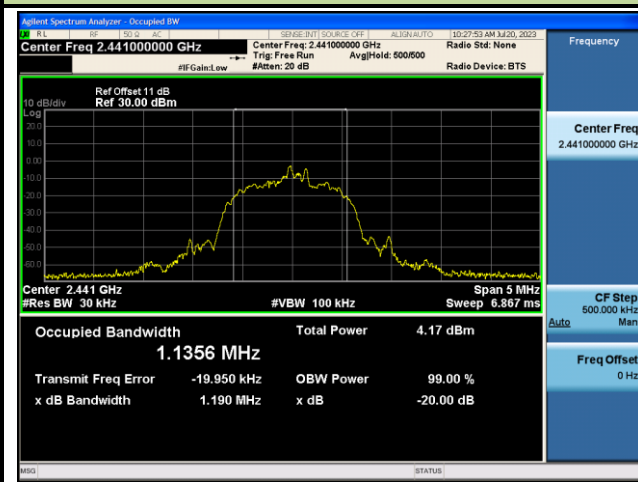 Agilent Spectrum Analyzer - Occupied BW
RL RF 50 Ω AC SENSE:INT SOURCE OFF ALIGN AUTO 10:27:53 AM Jul 20, 2023
Center Freq 2.441000000 GHz
Center Freq: 2.441000000 GHz
Radio Std: None
Trig: Free Run Avg|Hold: 500/500
#IFGain:Low #Atten: 20 dB
Radio Device: BTS
Ref Offset 11 dB
10 dB/div Ref 30.00 dBm
Log
20.0
10.0
0.00
-10.0
-20.0
-30.0
-40.0
-50.0
-60.0
Center 2.441 GHz Span 5 MHz
#Res BW 30 kHz #VBW 100 kHz Sweep 6.867 ms
Occupied Bandwidth Total Power 4.17 dBm
1.1356 MHz
Transmit Freq Error -19.950 kHz OBW Power 99.00 %
x dB Bandwidth 1.190 MHz x dB -20.00 dB
MSG STATUS
Frequency
Center Freq
2.441000000 GHz
CF Step
500.000 kHz
Auto Man
Freq Offset
0 Hz